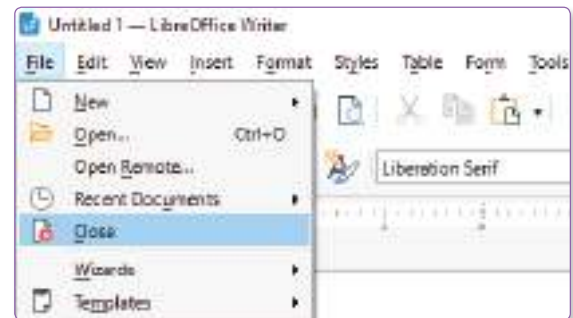 Untitled 1 — LibreOffice Writer
File Edit View Insert Format Styles Table Form Tools
New
Open... Ctrl+O
Open Remote...
Liberation Serif
Recent Documents
Close
Wizards
Templates